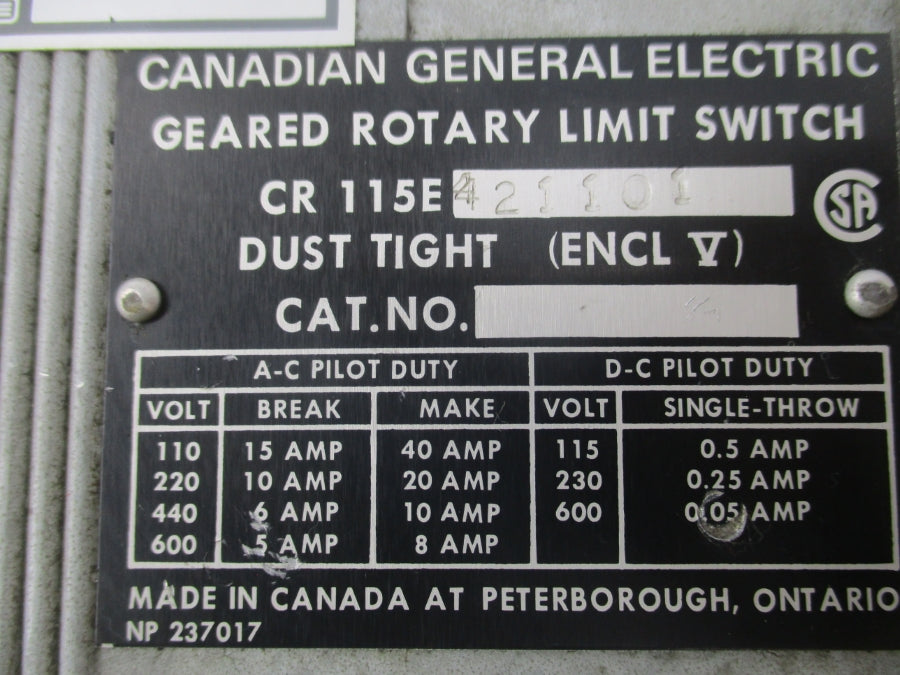 CANADIAN GENERAL ELECTRIC
GEARED ROTARY LIMIT SWITCH
CR 115E 421101
SA
DUST TIGHT (ENCL V)
CAT.NO.
A-C PILOT DUTY D-C PILOT DUTY
VOLT BREAK MAKE VOLT SINGLE-THROW
110 15 AMP 40 AMP 115 0.5 AMP
220 10 AMP 20 AMP 230 0.25 AMP
440 6 AMP 10 AMP 600 0.05 AMP
600 5 AMP 8 AMP
MADE IN CANADA AT PETERBOROUGH, ONTARIO
NP 237017